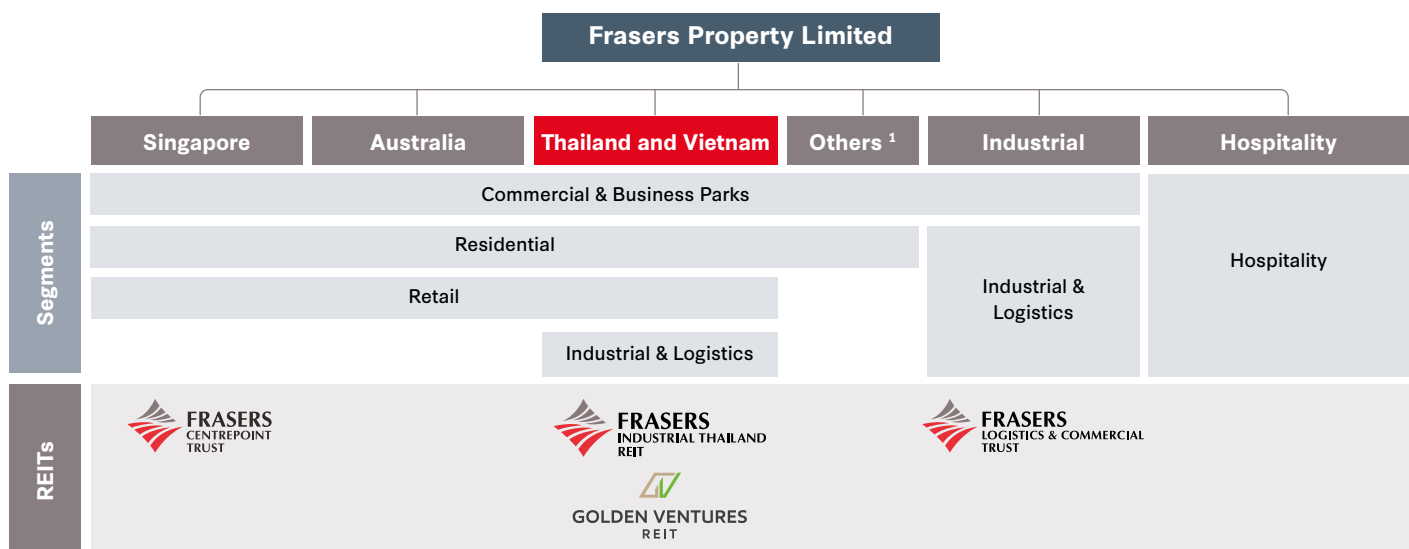 Frasers Property Limited
Singapore
Australia
Thailand and Vietnam
Others 1
Industrial
Hospitality
Segments
Commercial & Business Parks
Residential
Retail
Industrial & Logistics
Industrial &
Logistics
Hospitality
REITs
FRASERS
CENTREPOINT
TRUST
FRASERS
INDUSTRIAL THAILAND
REIT
GOLDEN VENTURES
REIT
FRASERS
LOGISTICS & COMMERCIAL
TRUST